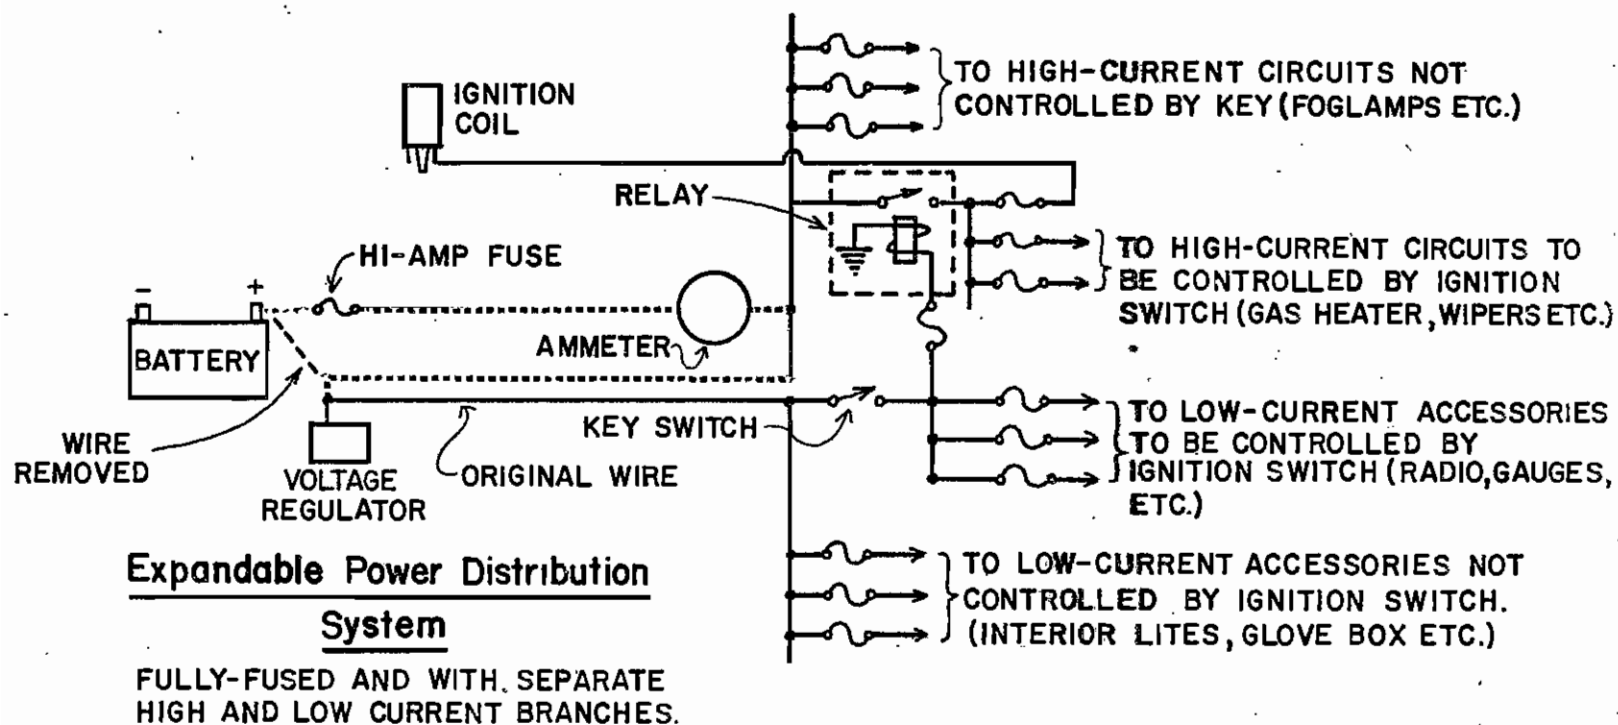 TO HIGH-CURRENT CIRCUITS NOT
CONTROLLED BY KEY (FOGLAMPS ETC.)
IGNITION
COIL
RELAY
TO HIGH-CURRENT CIRCUITS TO
BE CONTROLLED BY IGNITION
SWITCH (GAS HEATER, WIPERS ETC.)
HI-AMP FUSE
- +
BATTERY
AMMETER
KEY SWITCH
TO LOW-CURRENT ACCESSORIES
TO BE CONTROLLED BY
IGNITION SWITCH (RADIO, GAUGES,
ETC.)
WIRE
REMOVED
VOLTAGE
REGULATOR
ORIGINAL WIRE
TO LOW-CURRENT ACCESSORIES NOT
CONTROLLED BY IGNITION SWITCH.
(INTERIOR LITES, GLOVE BOX ETC.)
Expandable Power Distribution
System
FULLY-FUSED AND WITH. SEPARATE
HIGH AND LOW CURRENT BRANCHES.